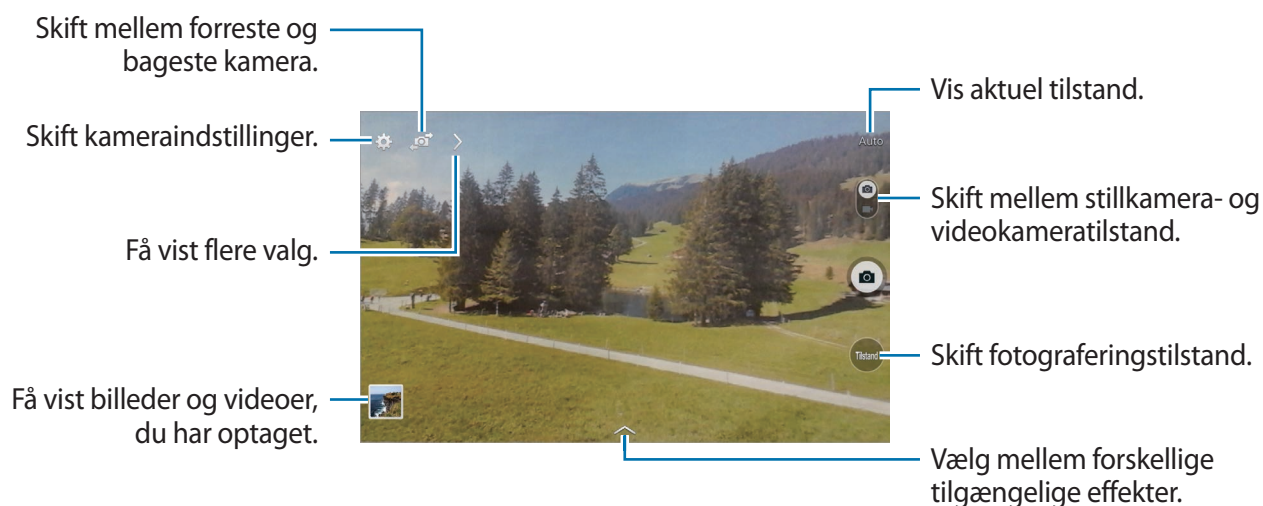 Skift mellem forreste og
bageste kamera.
Skift kameraindstillinger.
Få vist flere valg.
Få vist billeder og videoer,
du har optaget.
Auto
Tilstand
Vis aktuel tilstand.
Skift mellem stillkamera- og
videokameratilstand.
Skift fotograferingstilstand.
Vælg mellem forskellige
tilgængelige effekter.